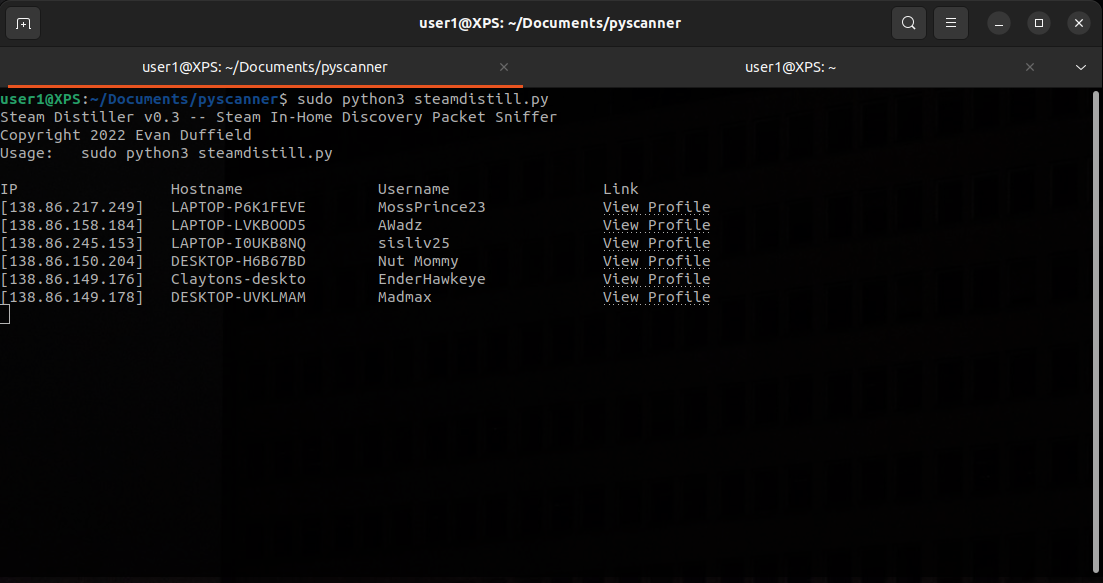 user1@XPS: ~/Documents/pyscanner
user1@XPS: ~/Documents/pyscanner user1@XPS: ~
user1@XPS:~/Documents/pyscanner$ sudo python3 steamdistill.py
Steam Distiller v0.3 -- Steam In-Home Discovery Packet Sniffer
Copyright 2022 Evan Duffield
Usage:   sudo python3 steamdistill.py
IP Hostname Username Link
[138.86.217.249] LAPTOP-P6K1FEVE MossPrince23 View Profile
[138.86.158.184] LAPTOP-LVKBOOD5 AWadz View Profile
[138.86.245.153] LAPTOP-I0UKB8NQ sisliv25 View Profile
[138.86.150.204] DESKTOP-H6B67BD Nut Mommy View Profile
[138.86.149.176] Claytons-deskto EnderHawkeye View Profile
[138.86.149.178] DESKTOP-UVKLMAM Madmax View Profile